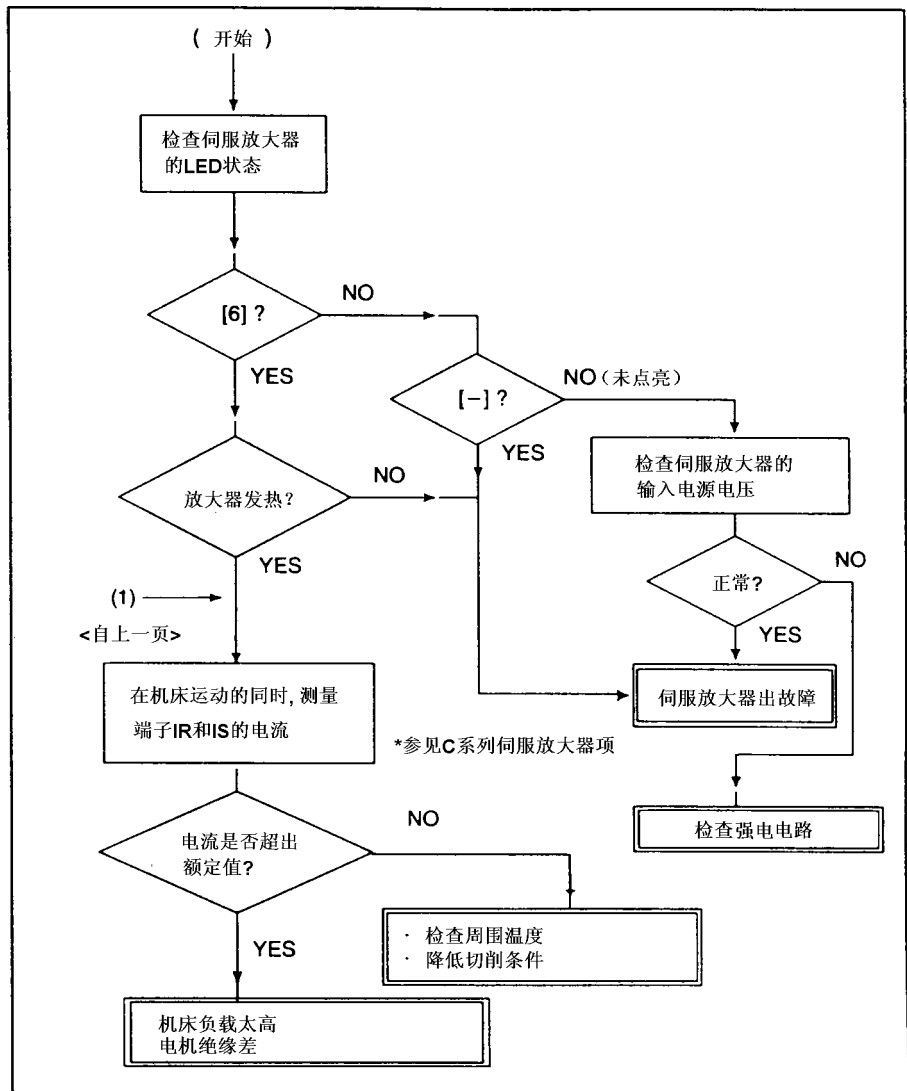 ( 开始 )
检查伺服放大器
的LED状态
[6] ?
NO
YES
[−] ?
NO（未点亮）
YES
检查伺服放大器的
输入电源电压
放大器发热?
NO
YES
正常?
NO
YES
(1)
<自上一页>
在机床运动的同时, 测量
端子IR和IS的电流
伺服放大器出故障
*参见C系列伺服放大器项
检查强电电路
电流是否超出
额定值?
NO
YES
· 检查周围温度
· 降低切削条件
机床负载太高
电机绝缘差